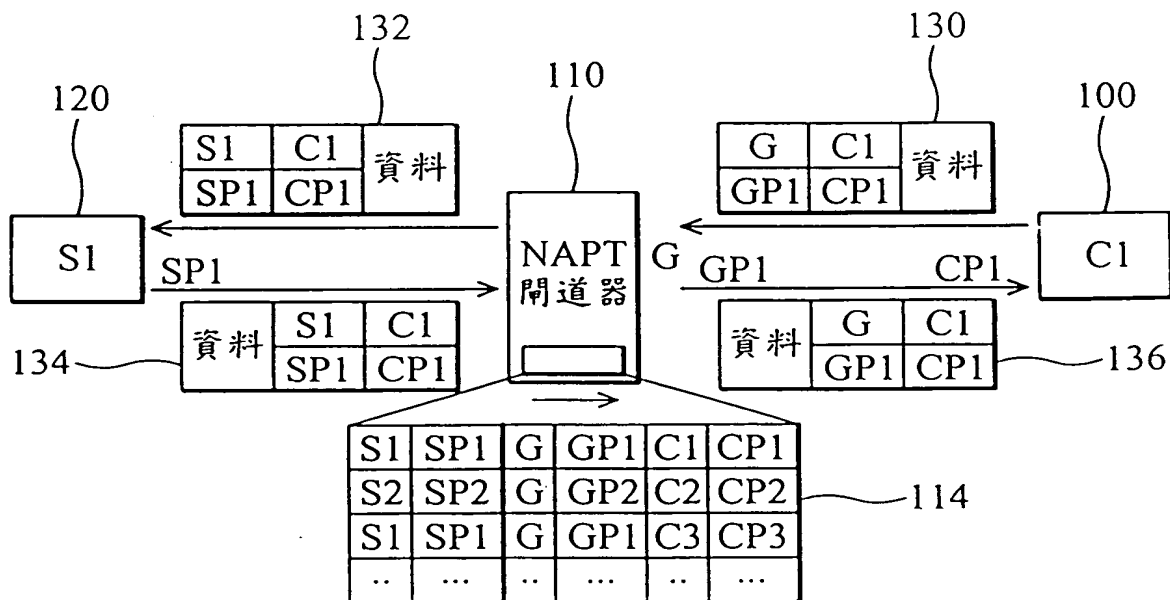 132
130
110
120
100
S1 C1 資料
SP1 CP1
G C1 資料
GP1 CP1
S1
SP1
NAPT
閘道器
G
GP1
CP1
C1
資料 S1 C1
SP1 CP1
134
資料 G C1
GP1 CP1
136
S1 SP1 G GP1 C1 CP1
S2 SP2 G GP2 C2 CP2
S1 SP1 G GP1 C3 CP3
·· ··· ·· ··· ·· ···
114